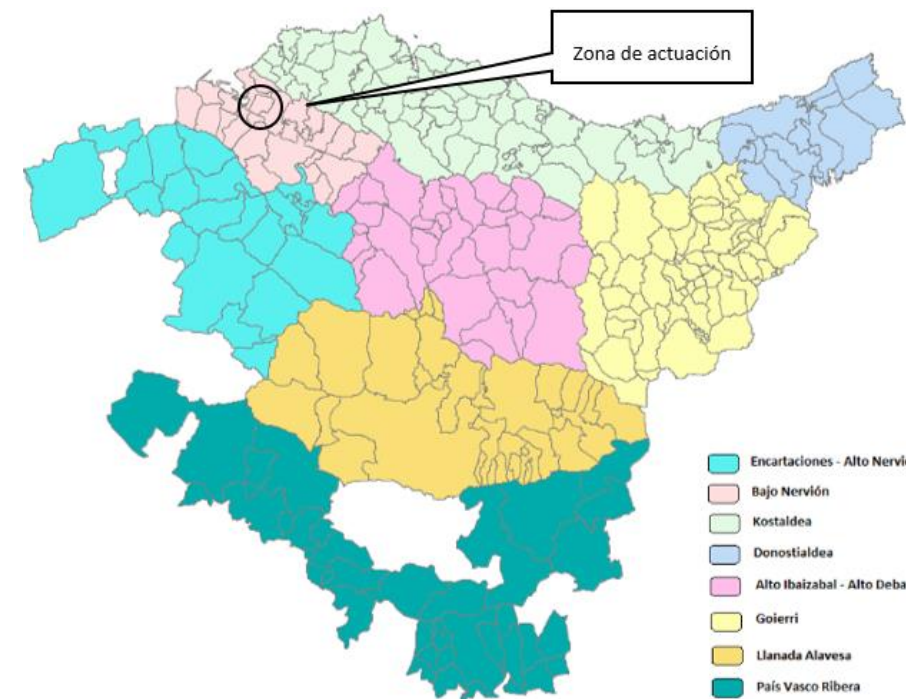 Zona de actuación
Encartaciones - Alto Nervi
Bajo Nervión
Kostaldea
Donostialdea
Alto Ibaizabal - Alto Deba
Goierri
Llanada Alavesa
País Vasco Ribera